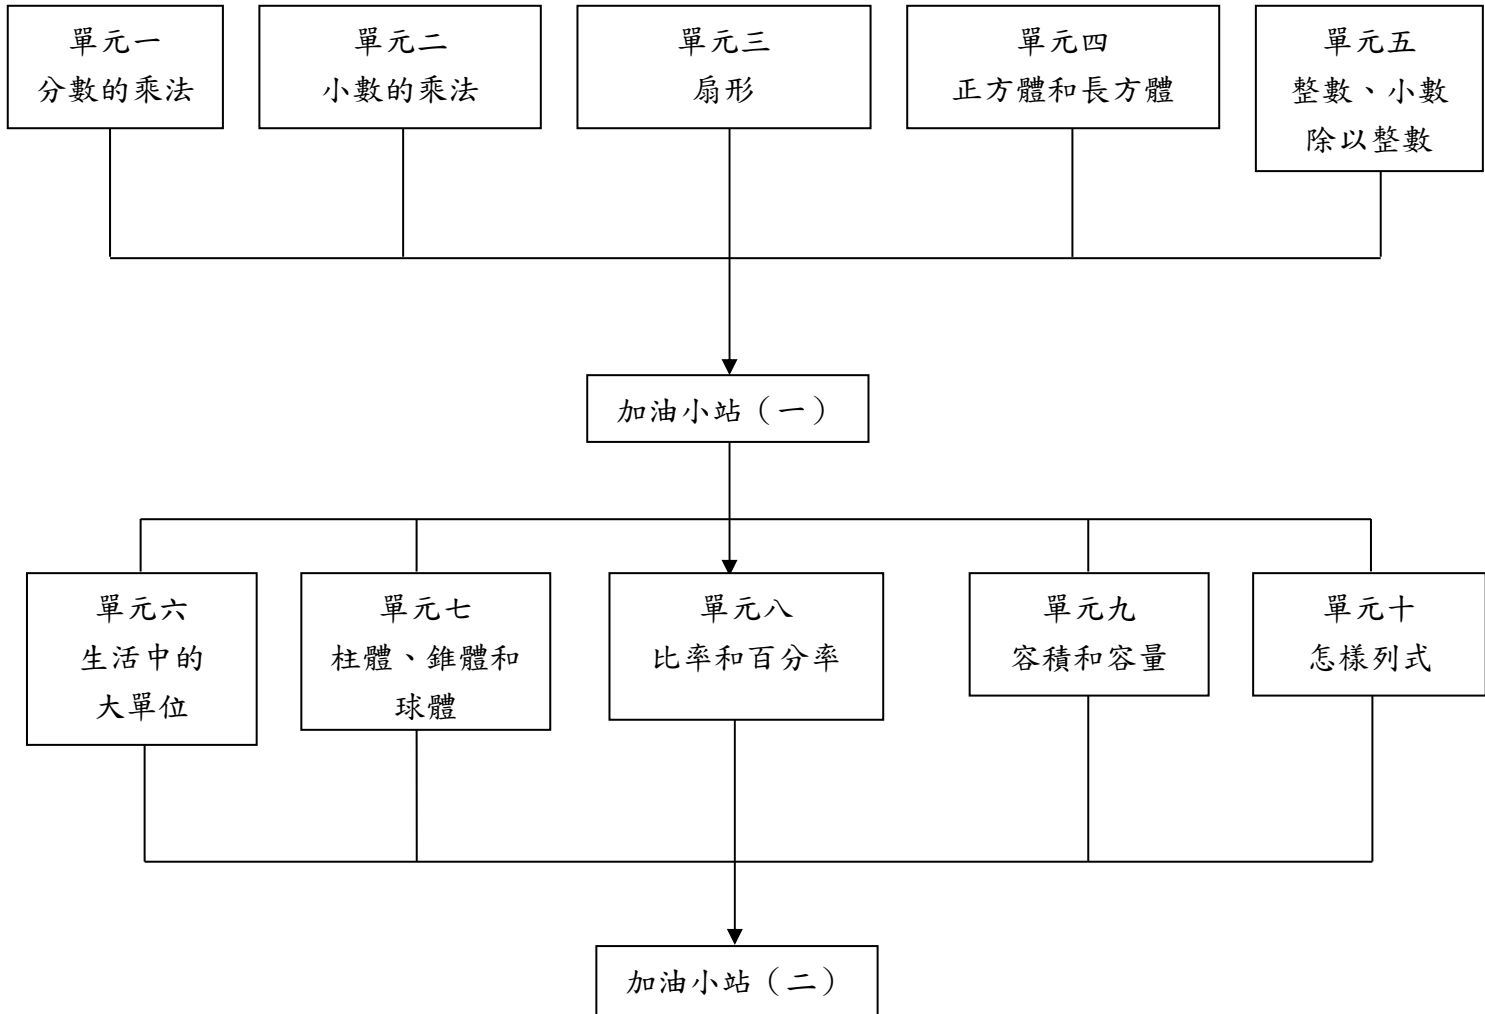 單元一
分數的乘法
單元二
小數的乘法
單元三
扇形
單元四
正方體和長方體
單元五
整數、小數
除以整數
加油小站（一）
單元六
生活中的
大單位
單元七
柱體、錐體和
球體
單元八
比率和百分率
單元九
容積和容量
單元十
怎樣列式
加油小站（二）